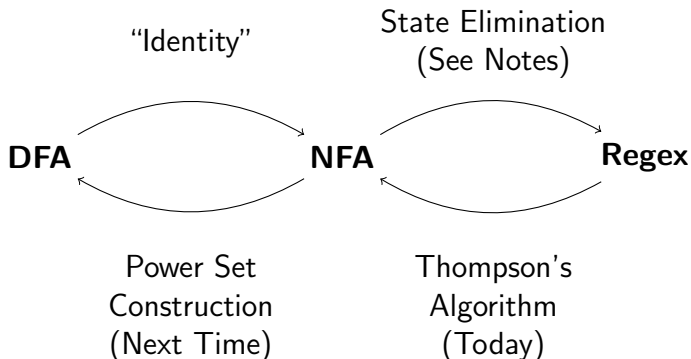 “Identity”
State Elimination
(See Notes)
DFA
NFA
Regex
Power Set
Construction
(Next Time)
Thompson's
Algorithm
(Today)